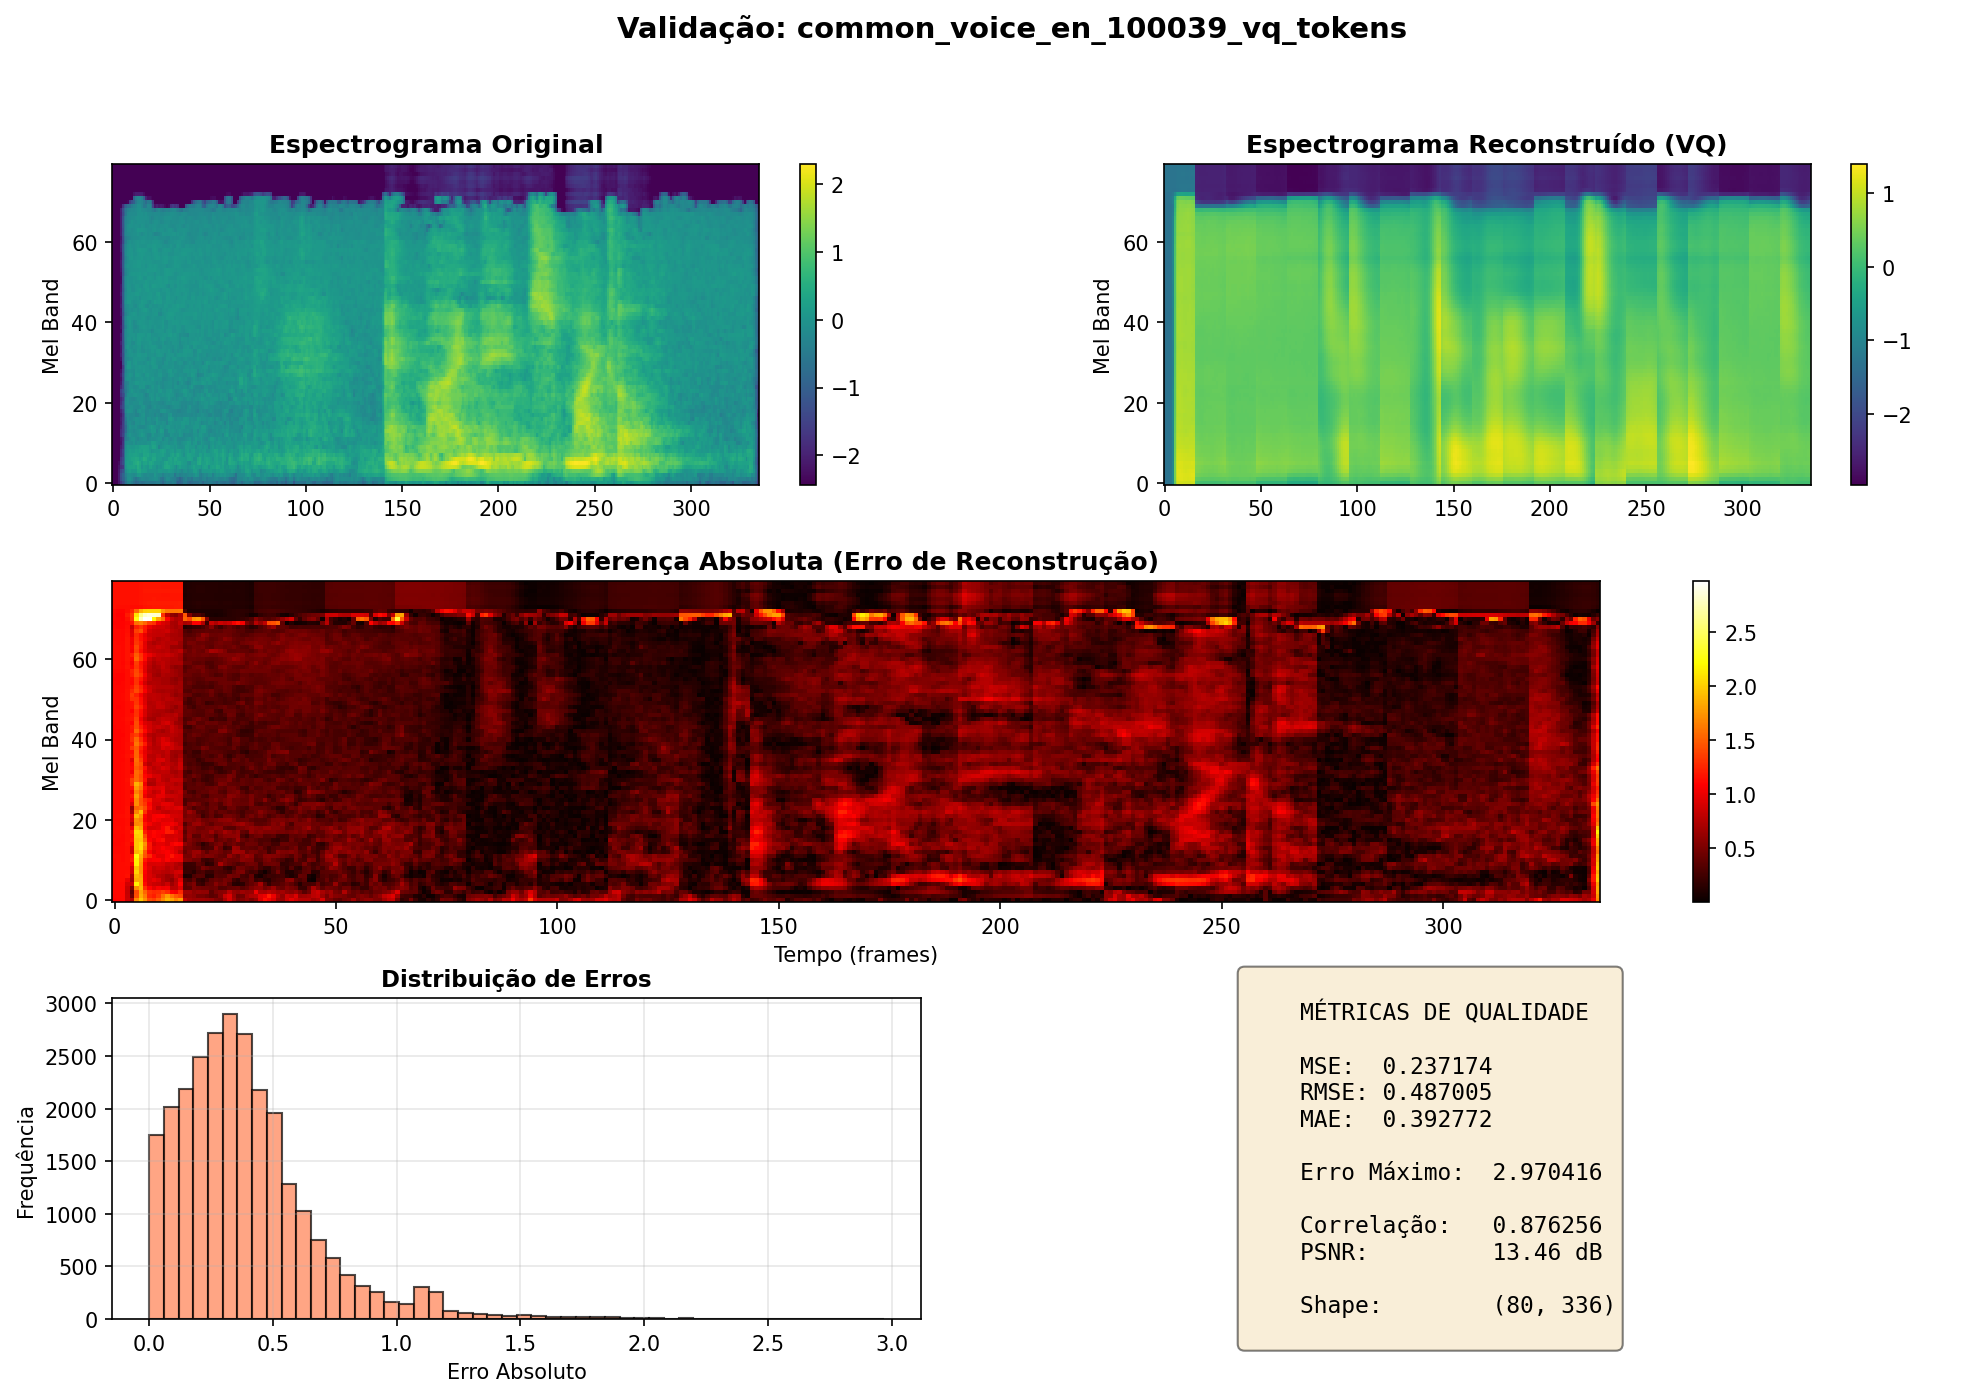 Validação: common_voice_en_100039_vq_tokens
Espectrograma Original
Mel Band
60
40
20
0
0 50 100 150 200 250 300
2
1
0
−1
−2
Espectrograma Reconstruído (VQ)
Mel Band
60
40
20
0
0 50 100 150 200 250 300
1
0
−1
−2
Diferença Absoluta (Erro de Reconstrução)
Mel Band
60
40
20
0
0 50 100 150 200 250 300
Tempo (frames)
2.5
2.0
1.5
1.0
0.5
Distribuição de Erros
Frequência
3000
2500
2000
1500
1000
500
0
0.0 0.5 1.0 1.5 2.0 2.5 3.0
Erro Absoluto
MÉTRICAS DE QUALIDADE
MSE: 0.237174
RMSE: 0.487005
MAE: 0.392772
Erro Máximo: 2.970416
Correlação: 0.876256
PSNR: 13.46 dB
Shape: (80, 336)